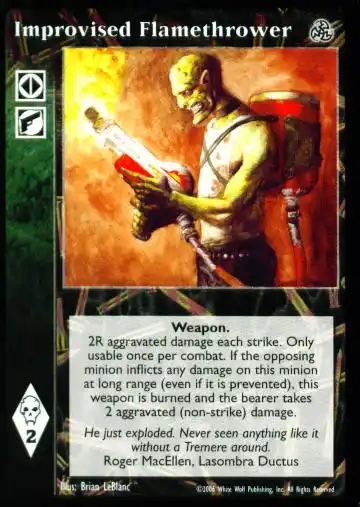 Improvised Flamethrower
Weapon.
2R aggravated damage each strike. Only
usable once per combat. If the opposing
minion inflicts any damage on this minion
at long range (even if it is prevented), this
weapon is burned and the bearer takes
2 aggravated (non-strike) damage.
He just exploded. Never seen anything like it
without a Tremere around.
Roger MacEllen, Lasombra Ductus
2
Illus: Brian LeBlanc
©2006 White Wolf Publishing, Inc. All Rights Reserved.